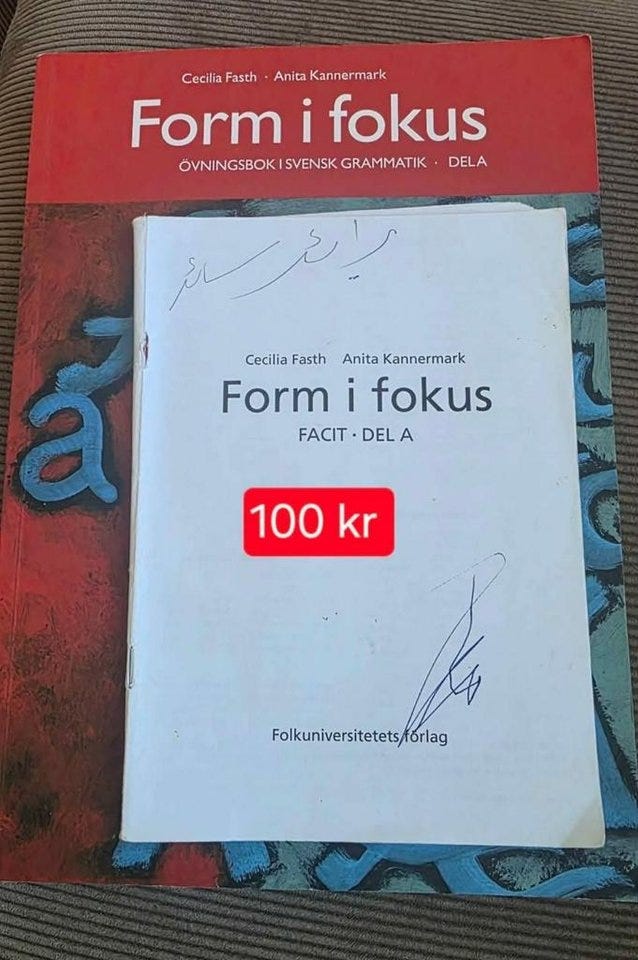 Cecilia Fasth · Anita Kannermark
Form i fokus
ÖVNINGSBOK I SVENSK GRAMMATIK · DEL A
Cecilia Fasth Anita Kannermark
Form i fokus
FACIT · DEL A
100 kr
Folkuniversitetets förlag
a